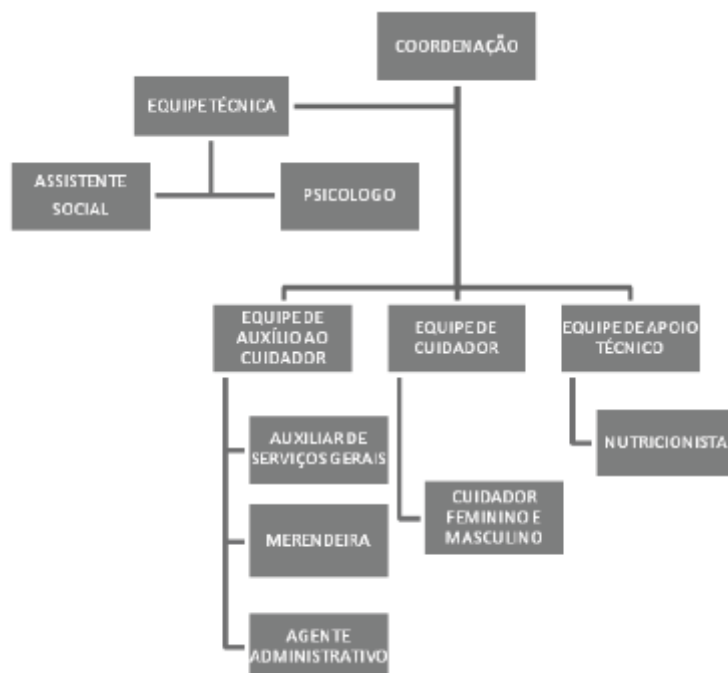 COORDENAÇÃO
EQUIPE TÉCNICA
ASSISTENTE
SOCIAL
PSICOLOGO
EQUIPE DE
AUXÍLIO AO
CUIDADOR
EQUIPE DE
CUIDADOR
EQUIPE DE APOIO
TÉCNICO
AUXILIAR DE
SERVIÇOS GERAIS
NUTRICIONISTA
CUIDADOR
FEMININO E
MASCULINO
MERENDEIRA
AGENTE
ADMINISTRATIVO